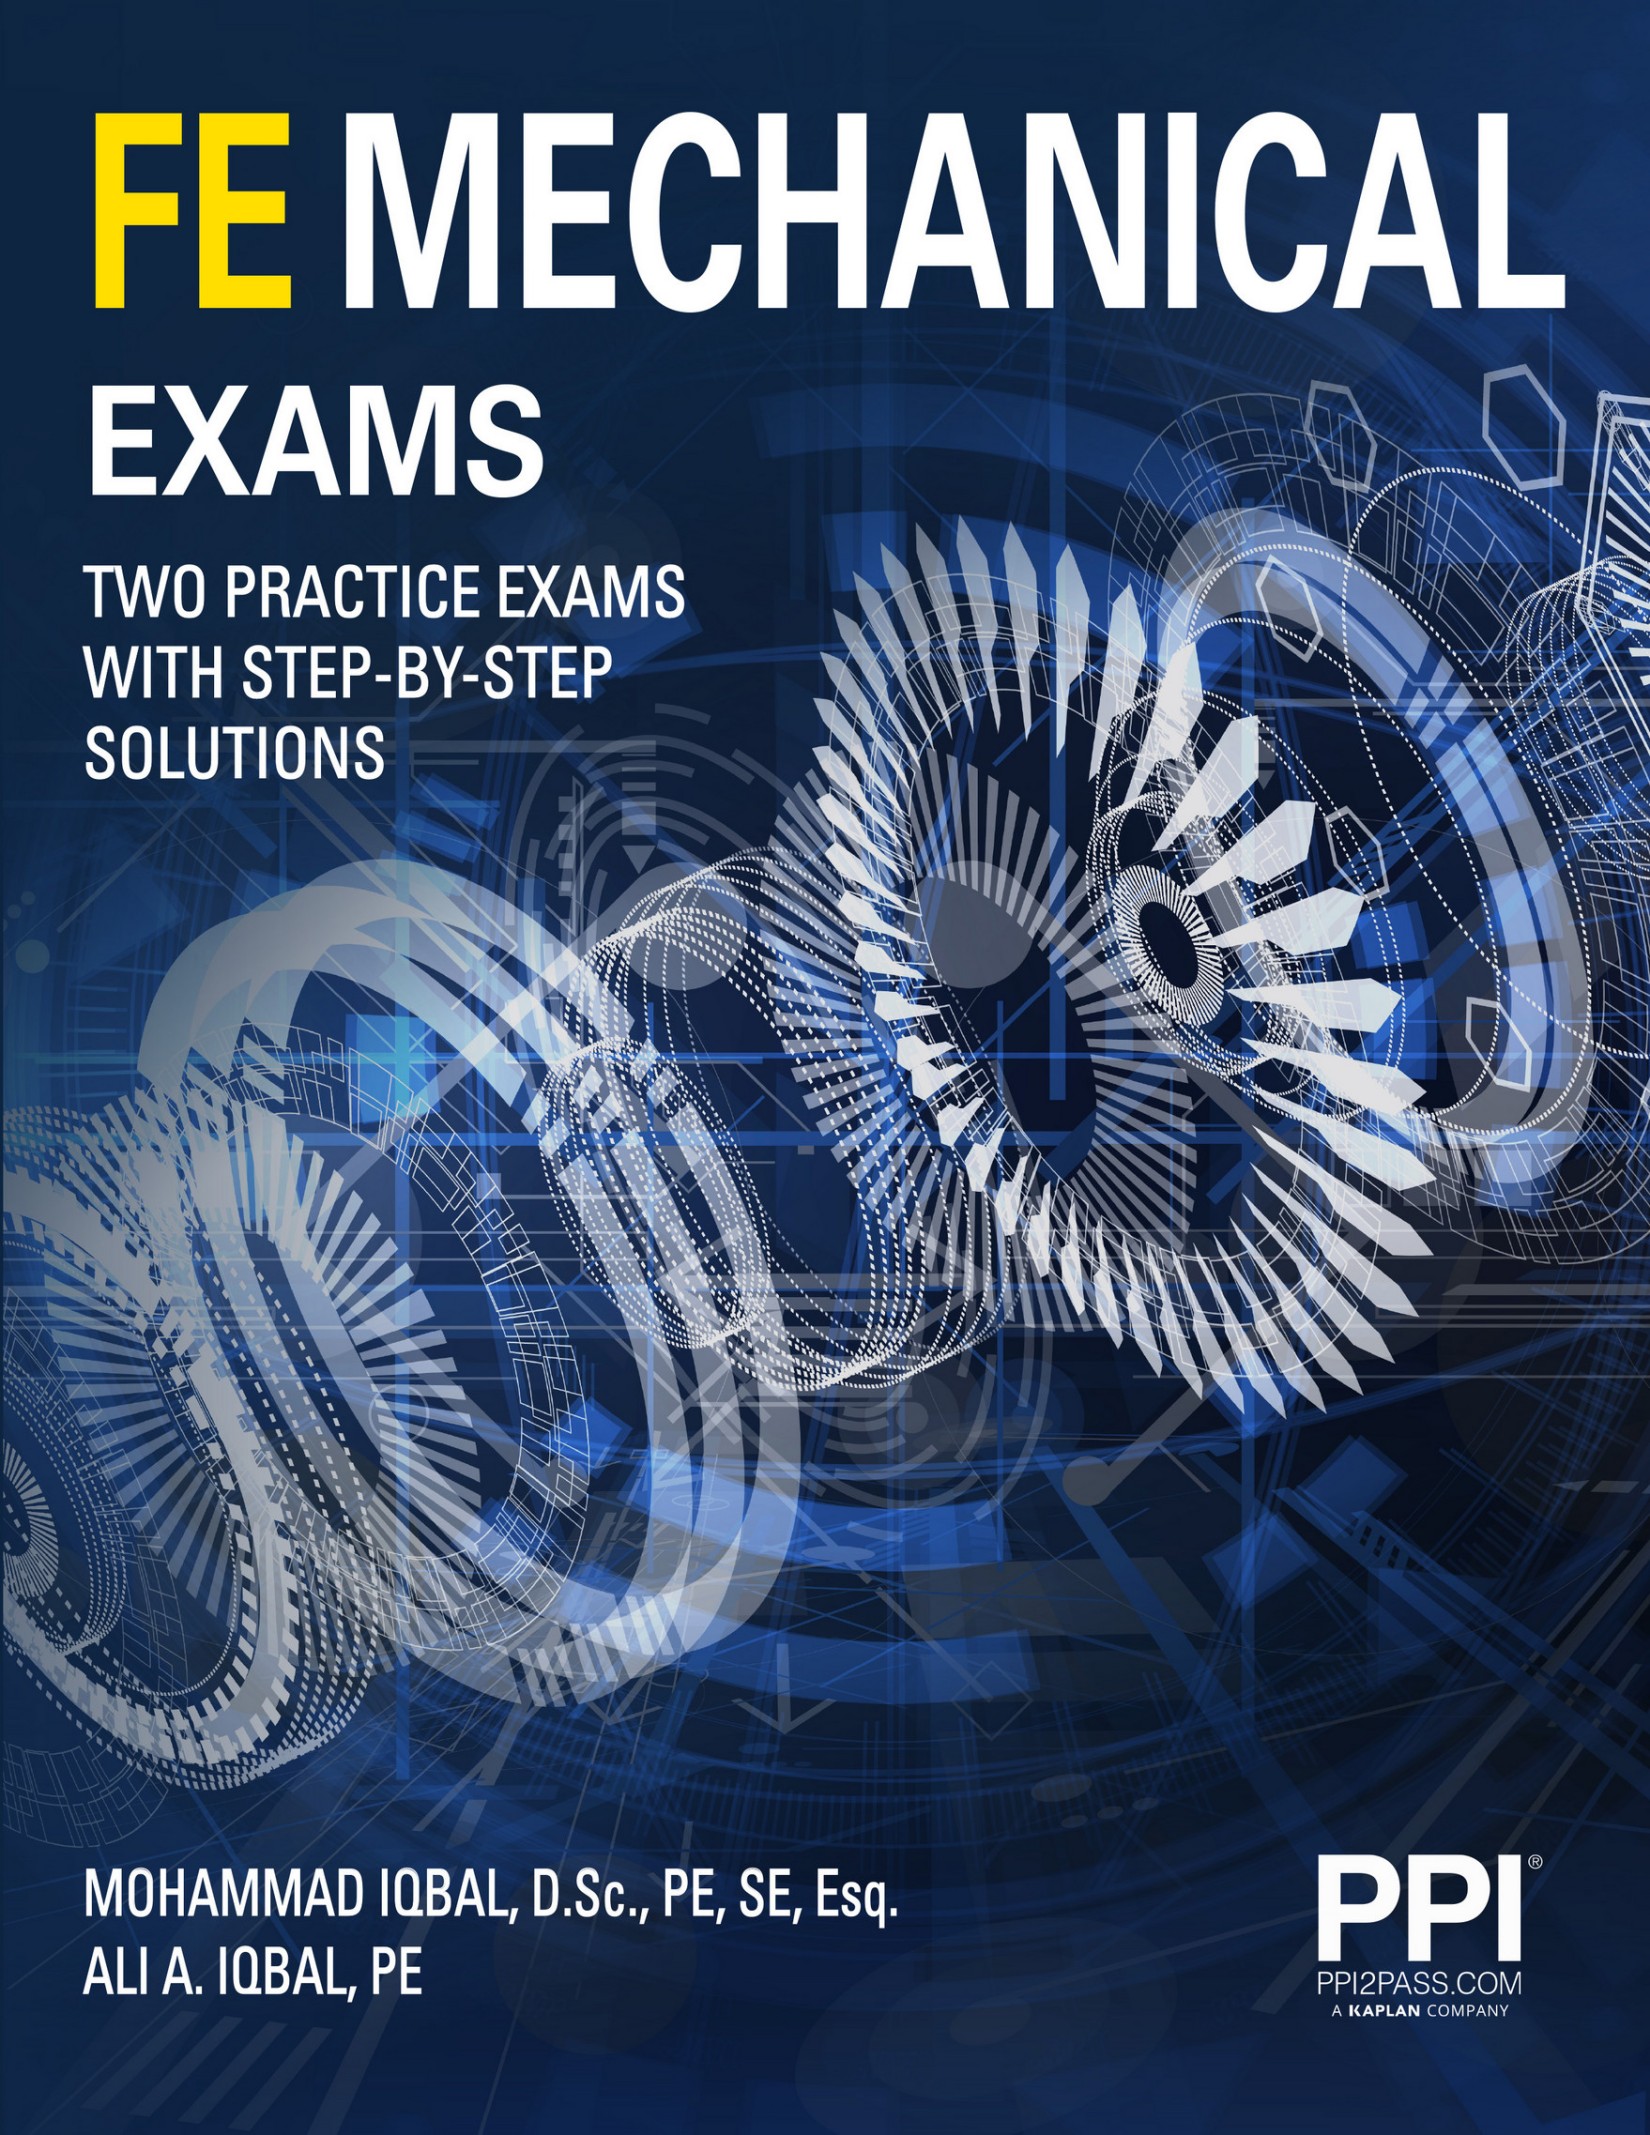 FE MECHANICAL
EXAMS
TWO PRACTICE EXAMS
WITH STEP-BY-STEP
SOLUTIONS
MOHAMMAD IQBAL, D.Sc., PE, SE, Esq.
ALI A. IQBAL, PE
PPI®
PPI2PASS.COM
A KAPLAN COMPANY